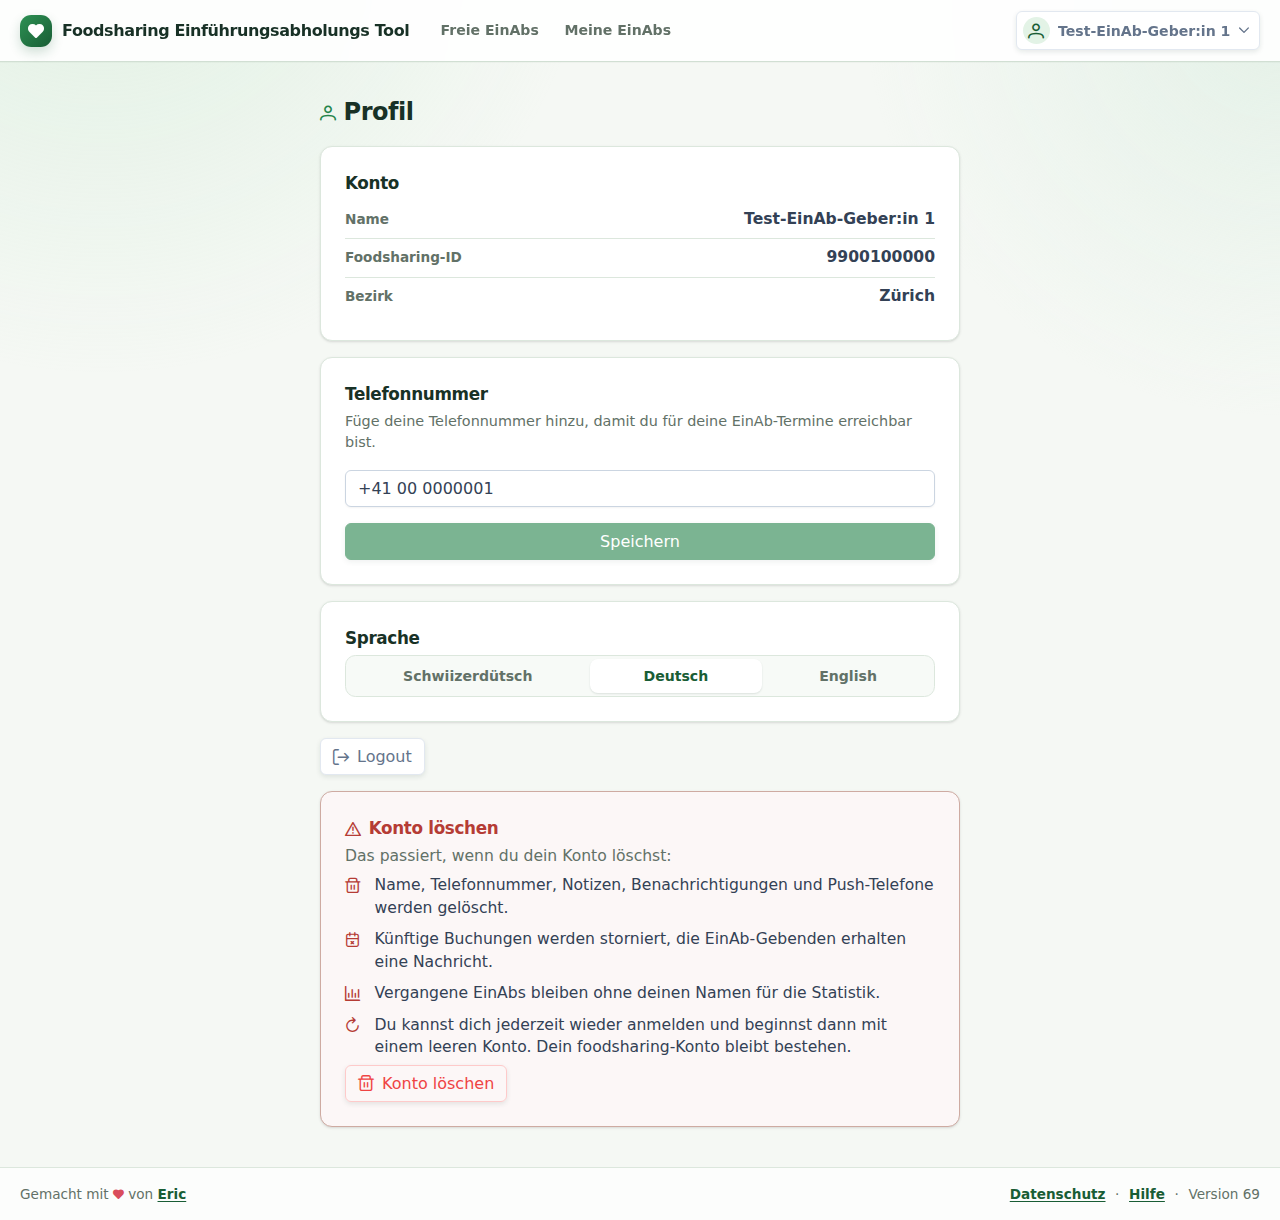 Foodsharing Einführungsabholungs Tool
Freie EinAbs
Meine EinAbs
Test-EinAb-Geber:in 1
Profil
Konto
Name
Test-EinAb-Geber:in 1
Foodsharing-ID
9900100000
Bezirk
Zürich
Telefonnummer
Füge deine Telefonnummer hinzu, damit du für deine EinAb-Termine erreichbar
bist.
+41 00 0000001
Speichern
Sprache
Schwiizerdütsch
Deutsch
English
Logout
Konto löschen
Das passiert, wenn du dein Konto löschst:
Name, Telefonnummer, Notizen, Benachrichtigungen und Push-Telefone
werden gelöscht.
Künftige Buchungen werden storniert, die EinAb-Gebenden erhalten
eine Nachricht.
Vergangene EinAbs bleiben ohne deinen Namen für die Statistik.
Du kannst dich jederzeit wieder anmelden und beginnst dann mit
einem leeren Konto. Dein foodsharing-Konto bleibt bestehen.
Konto löschen
Gemacht mit von Eric
Datenschutz · Hilfe · Version 69